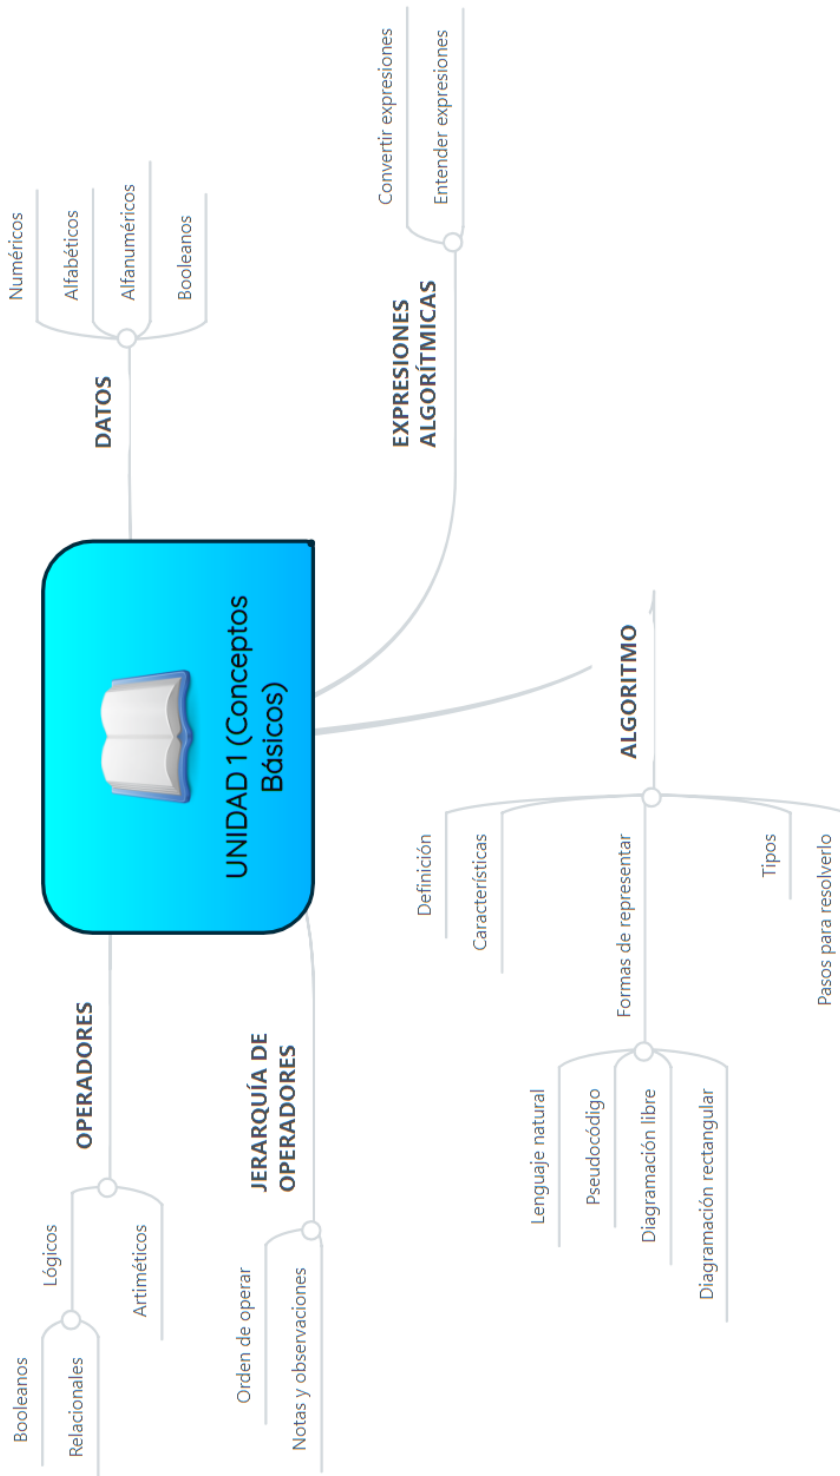 UNIDAD 1 (Conceptos
Básicos)
OPERADORES
Lógicos
Booleanos
Relacionales
Artiméticos
JERARQUÍA DE
OPERADORES
Orden de operar
Notas y observaciones
DATOS
Numéricos
Alfabéticos
Alfanuméricos
Booleanos
EXPRESIONES
ALGORÍTMICAS
Convertir expresiones
Entender expresiones
ALGORITMO
Definición
Características
Formas de representar
Lenguaje natural
Pseudocódigo
Diagramación libre
Diagramación rectangular
Tipos
Pasos para resolverlo